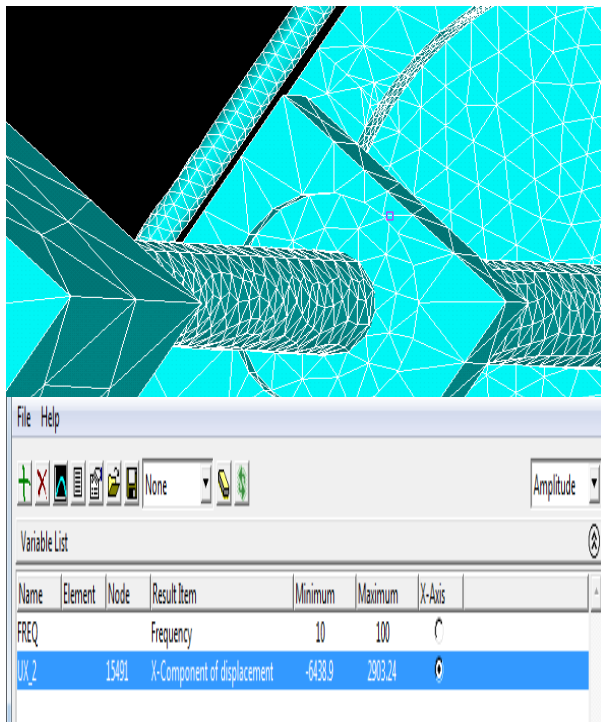 File Help
None Amplitude
Variable List
Name Element Node Result Item Minimum Maximum X-Axis
FREQ Frequency 10 100
UX_2 15491 X-Component of displacement -6438.9 2903.24